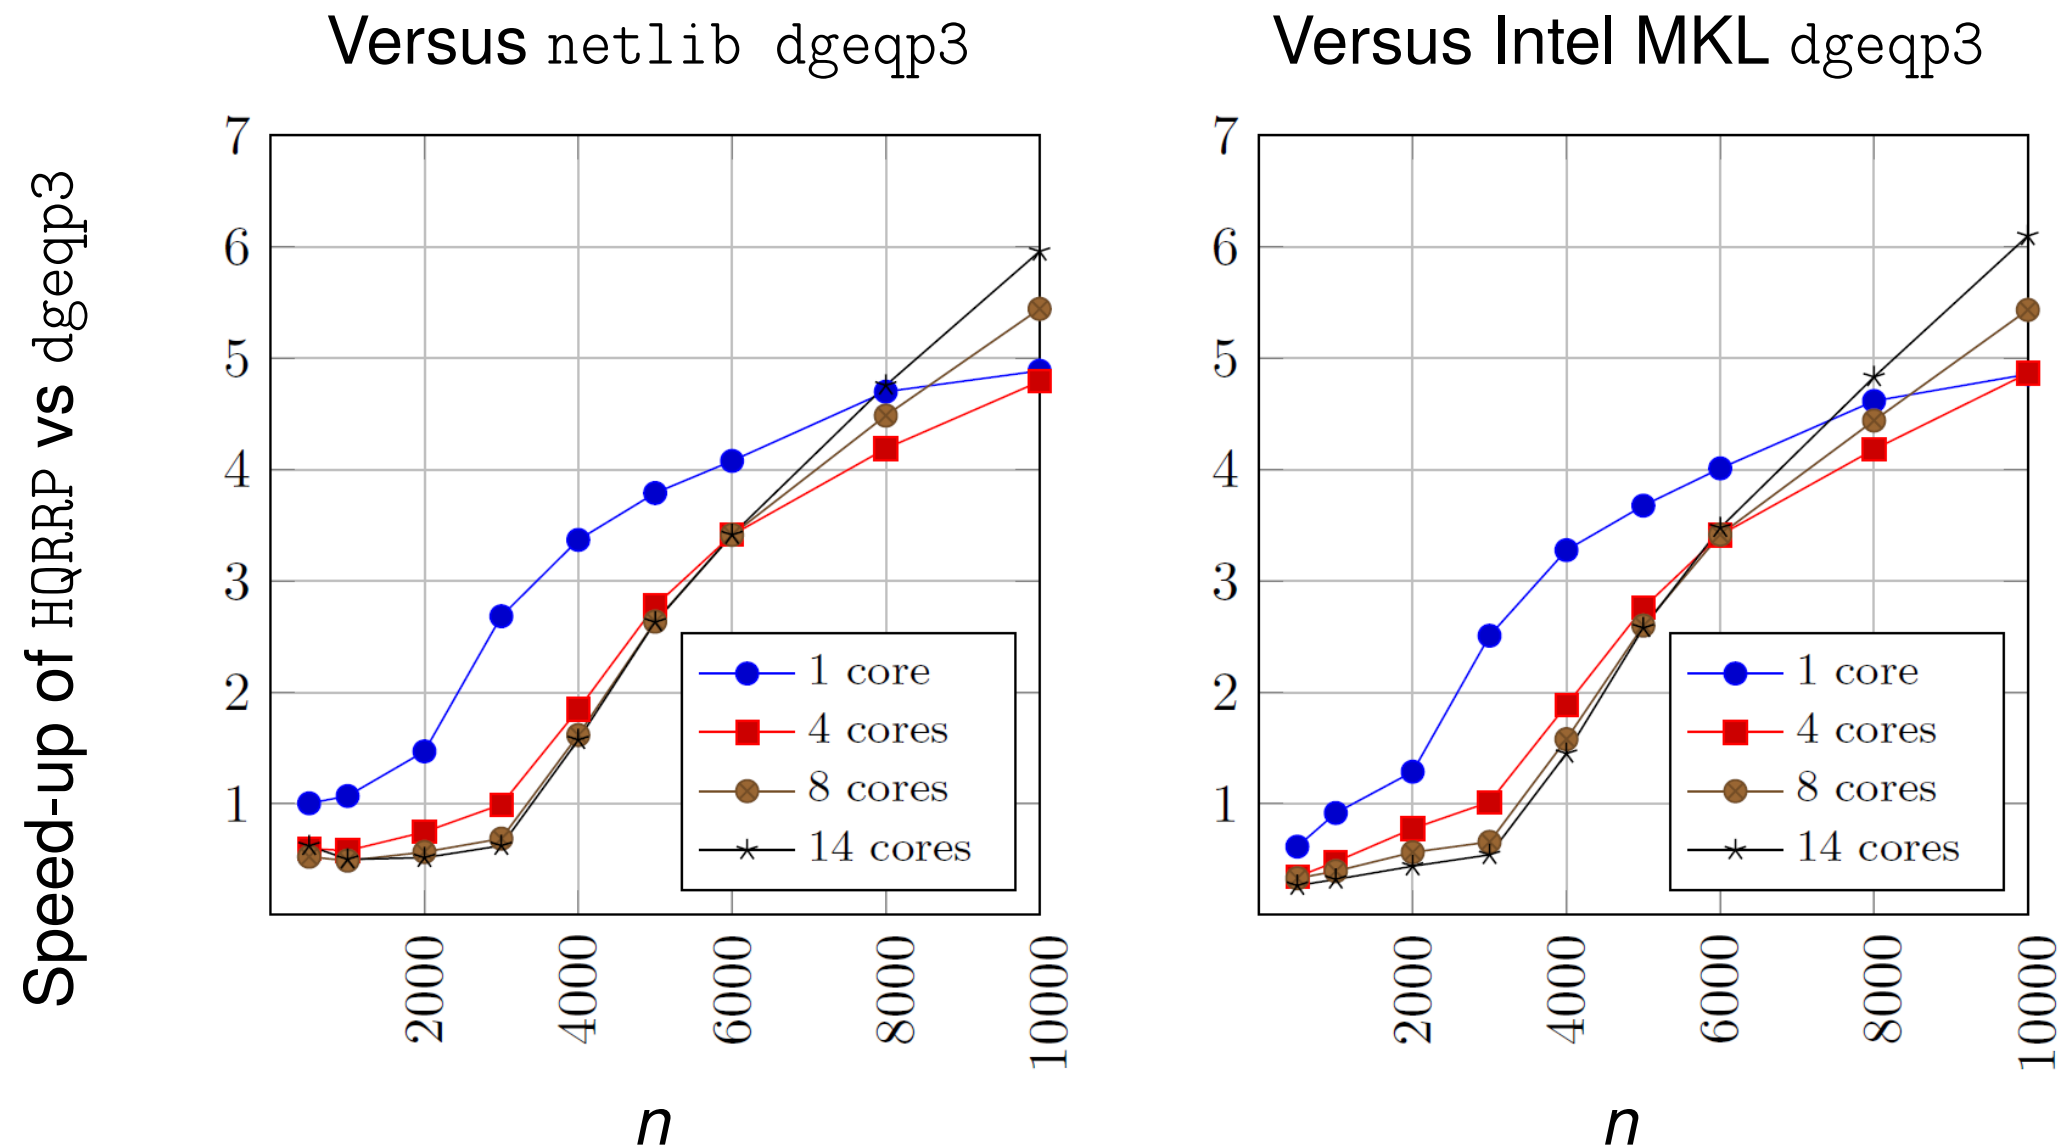 Versus netlib dgeqp3
Speed-up of HQRRP vs dgeqp3
7
6
5
4
3
2
1
1 core
4 cores
8 cores
14 cores
2000
4000
6000
8000
10000
n
Versus Intel MKL dgeqp3
7
6
5
4
3
2
1
1 core
4 cores
8 cores
14 cores
2000
4000
6000
8000
10000
n